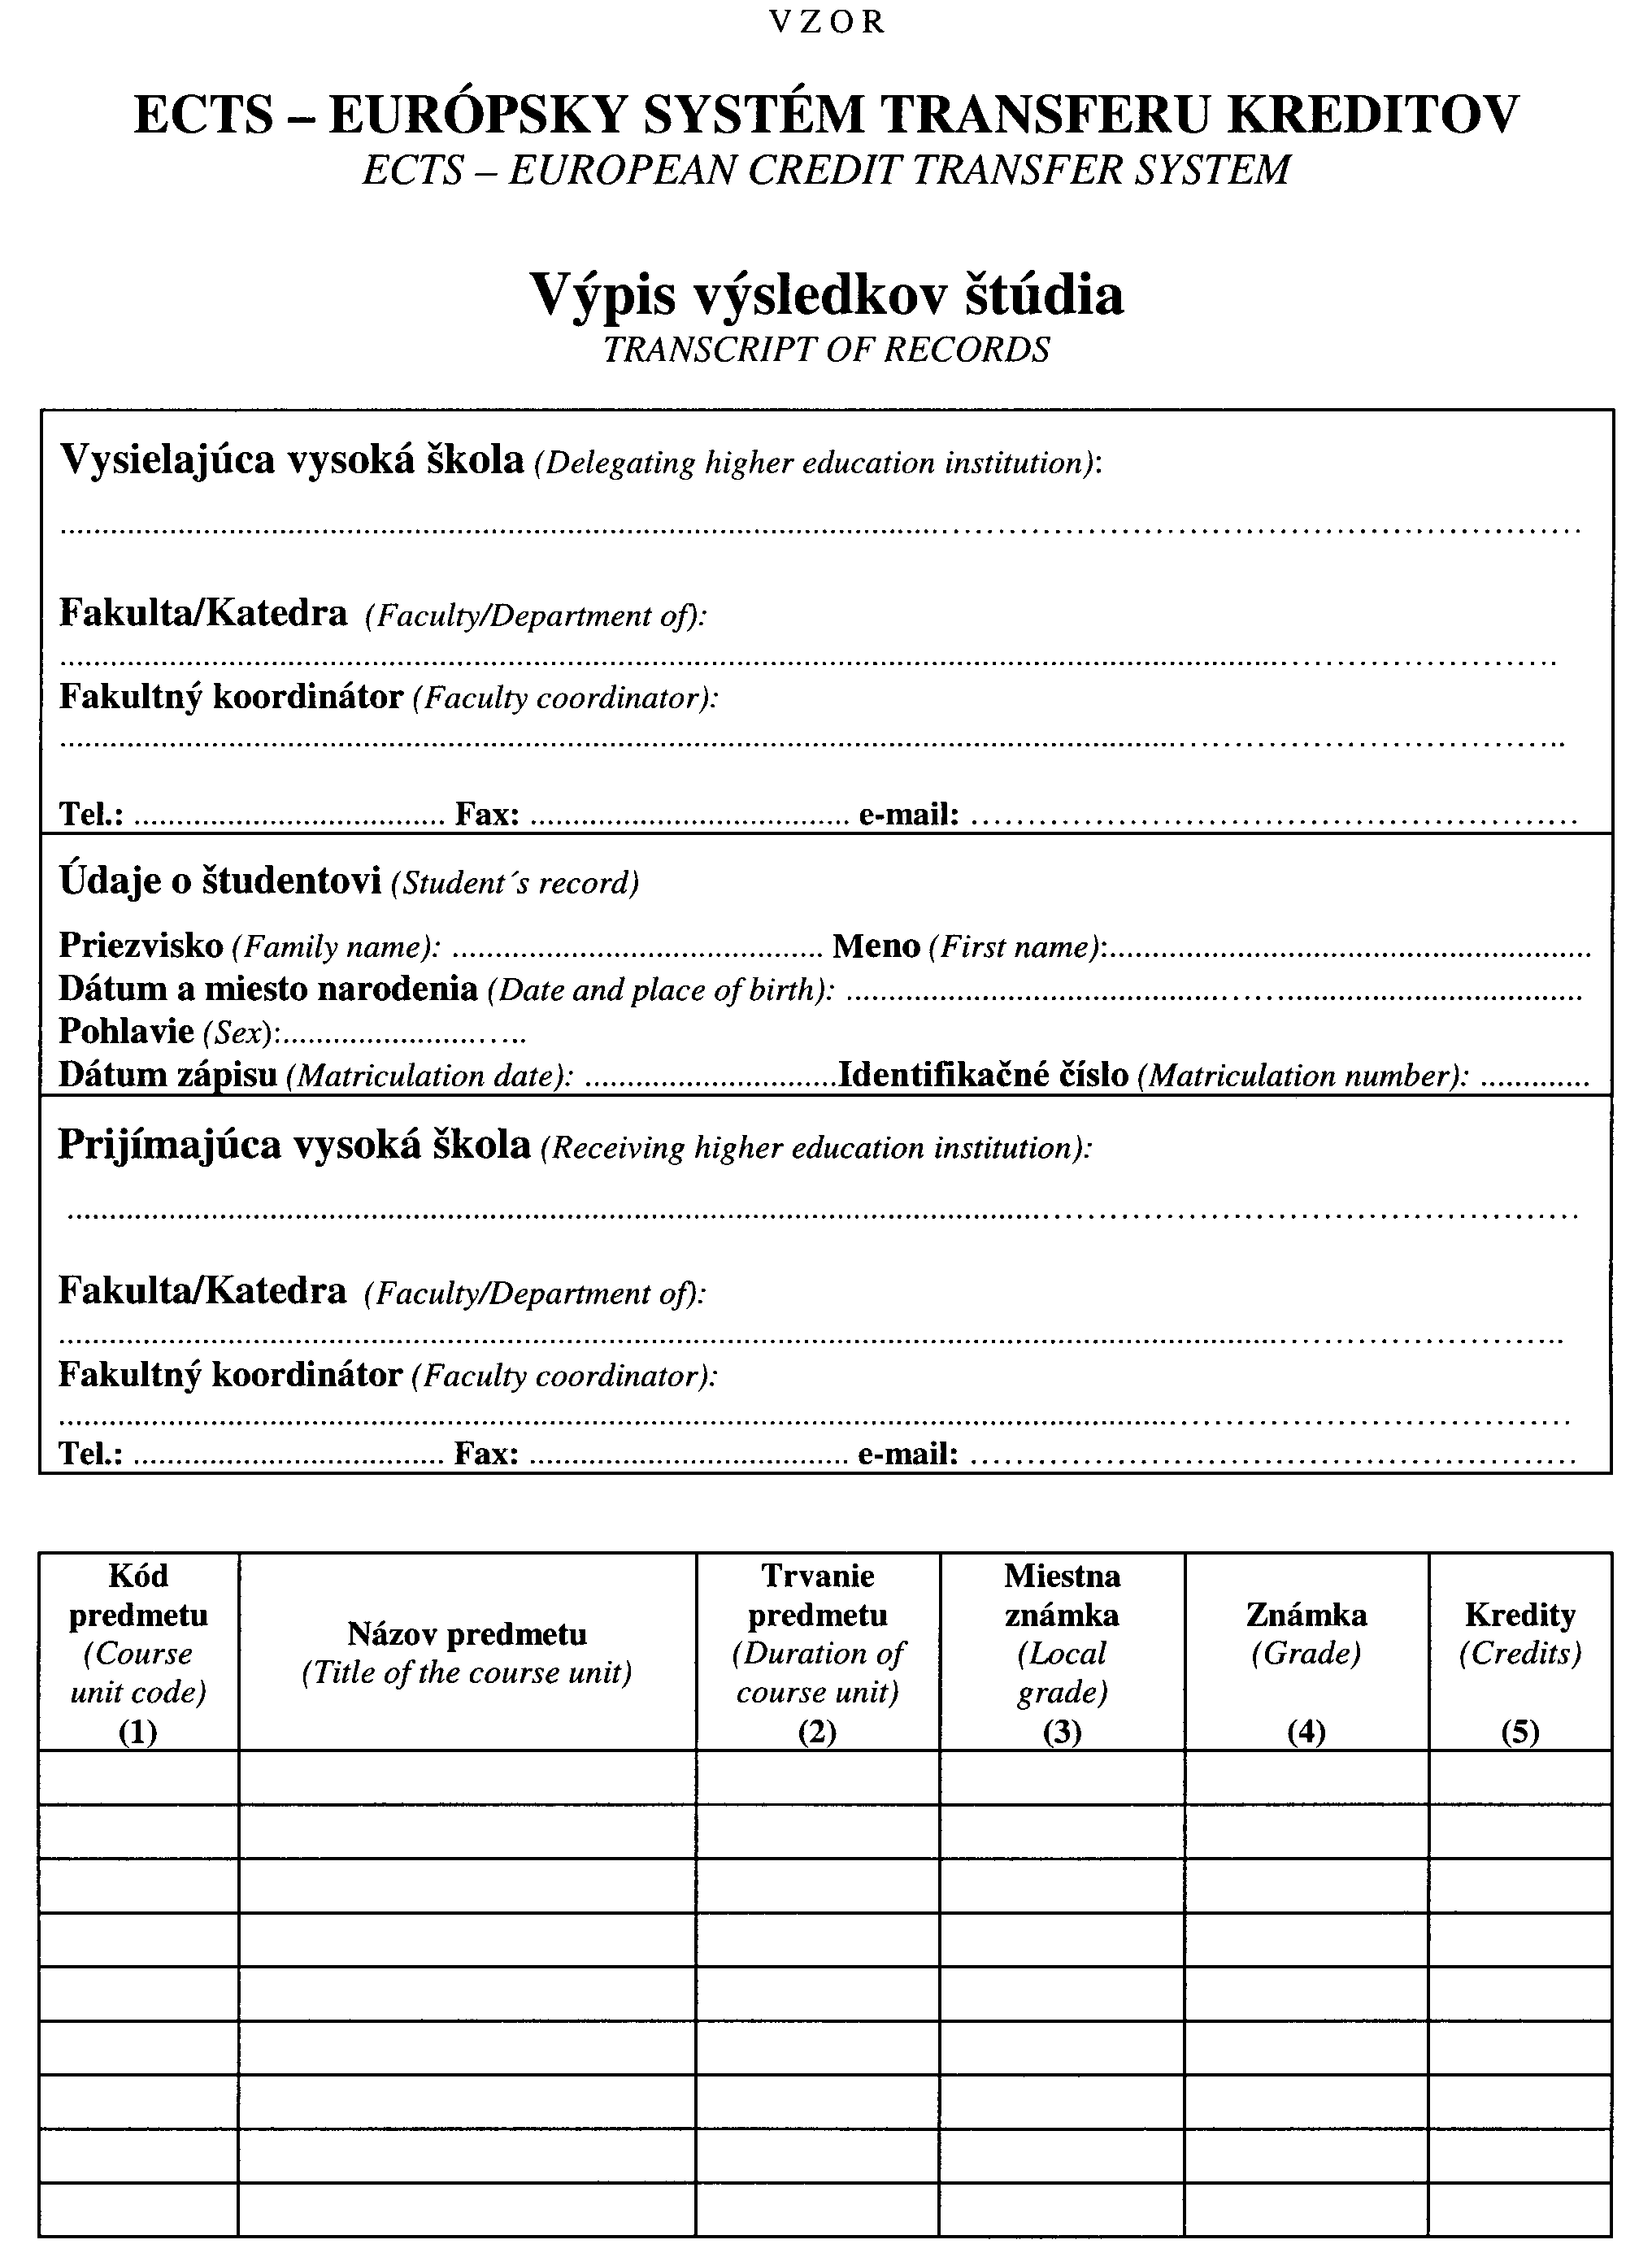 V Z O R
ECTS – EURÓPSKY SYSTÉM TRANSFERU KREDITOV
ECTS – EUROPEAN CREDIT TRANSFER SYSTEM
Výpis výsledkov štúdia
TRANSCRIPT OF RECORDS
Vysielajúca vysoká škola (Delegating higher education institution):
Fakulta/Katedra (Faculty/Department of):
Fakultný koordinátor (Faculty coordinator):
Tel.: ..................................... Fax: ...................................... e-mail: ..................................................
Údaje o študentovi (Student´s record)
Priezvisko (Family name): ............................................ Meno (First name):.........................................................
Dátum a miesto narodenia (Date and place of birth): .......................................................................................
Pohlavie (Sex):.............................
Dátum zápisu (Matriculation date): ..............................Identifikačné číslo (Matriculation number): .............
Prijímajúca vysoká škola (Receiving higher education institution):
Fakulta/Katedra (Faculty/Department of):
Fakultný koordinátor (Faculty coordinator):
Tel.: ..................................... Fax: ...................................... e-mail: ..................................................
Kód predmetu (Course unit code) (1)
Názov predmetu (Title of the course unit)
Trvanie predmetu (Duration of course unit) (2)
Miestna známka (Local grade) (3)
Známka (Grade) (4)
Kredity (Credits) (5)